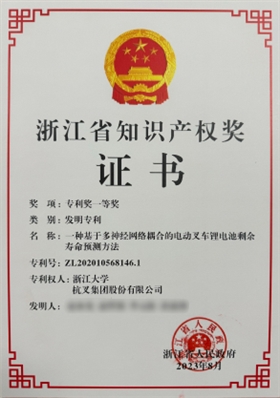 浙江省知识产权奖
证书
奖 项：专利奖一等奖
类 别：发明专利
名 称：一种基于多神经网络耦合的电动叉车锂电池剩余
寿命预测方法
专利号：ZL202010568146.1
专利权人：浙江大学
杭叉集团股份有限公司
发明人：
浙江省人民政府
2023年8月